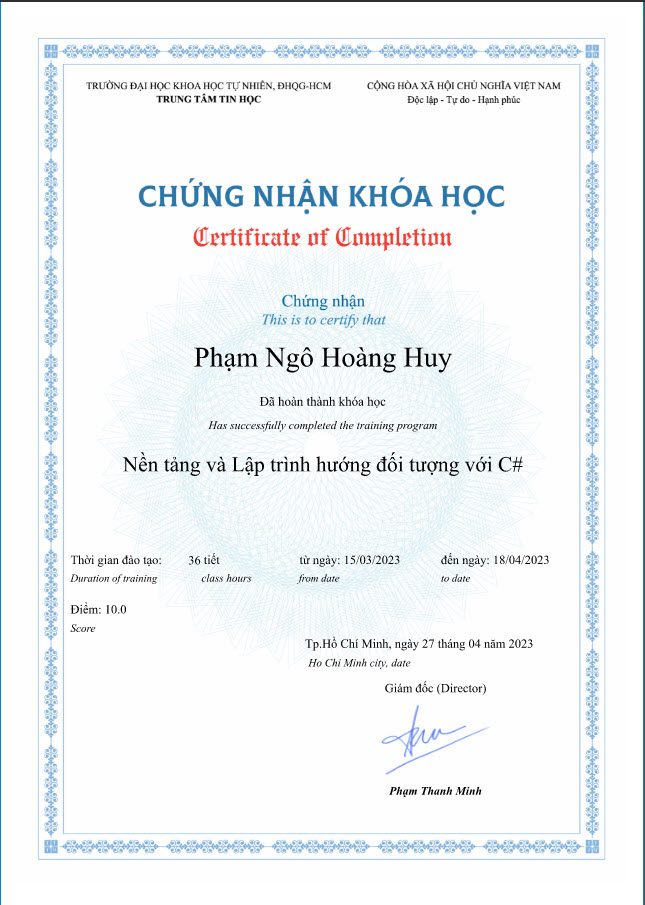 TRƯỜNG ĐẠI HỌC KHOA HỌC TỰ NHIÊN, ĐHQG-HCM
TRUNG TÂM TIN HỌC
CỘNG HÒA XÃ HỘI CHỦ NGHĨA VIỆT NAM
Độc lập - Tự do - Hạnh phúc
CHỨNG NHẬN KHÓA HỌC
Certificate of Completion
Chứng nhận
This is to certify that
Phạm Ngô Hoàng Huy
Đã hoàn thành khóa học
Has successfully completed the training program
Nền tảng và Lập trình hướng đối tượng với C#
Thời gian đào tạo: 36 tiết từ ngày: 15/03/2023 đến ngày: 18/04/2023
Duration of training class hours from date to date
Điểm: 10.0
Score
Tp.Hồ Chí Minh, ngày 27 tháng 04 năm 2023
Ho Chi Minh city, date
Giám đốc (Director)
Phạm Thanh Minh